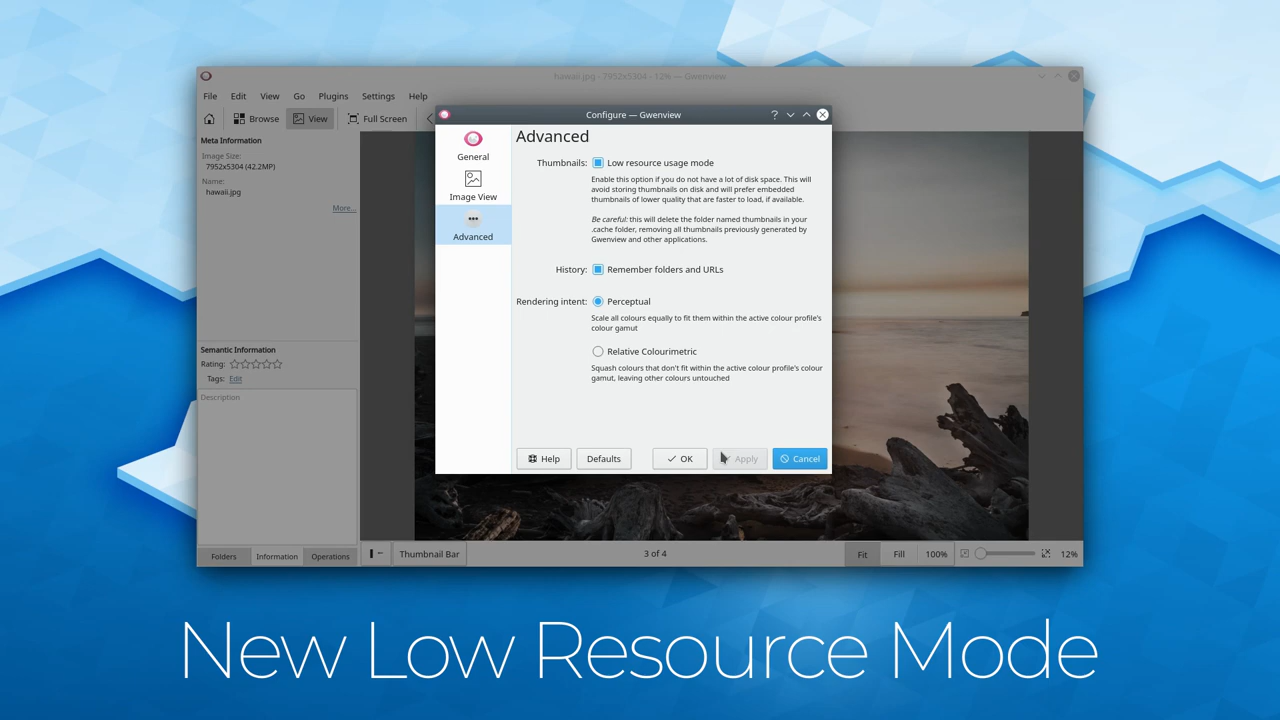 hawaii.jpg - 7952x5304 - 12% — Gwenview
File Edit View Go Plugins Settings Help
Browse View Full Screen
Configure — Gwenview
General
Image View
Advanced
Advanced
Thumbnails: Low resource usage mode
Enable this option if you do not have a lot of disk space. This will
avoid storing thumbnails on disk and will prefer embedded
thumbnails of lower quality that are faster to load, if available.
Be careful: this will delete the folder named thumbnails in your
.cache folder, removing all thumbnails previously generated by
Gwenview and other applications.
History: Remember folders and URLs
Rendering intent: Perceptual
Scale all colours equally to fit them within the active colour profile's
colour gamut
Relative Colourimetric
Squash colours that don't fit within the active colour profile's colour
gamut, leaving other colours untouched
Help Defaults OK Apply Cancel
Meta Information
Image Size:
7952x5304 (42.2MP)
Name:
hawaii.jpg
More...
Semantic Information
Rating:
Tags: Edit
Description
Folders Information Operations
Thumbnail Bar 3 of 4 Fit Fill 100% 12%
New Low Resource Mode